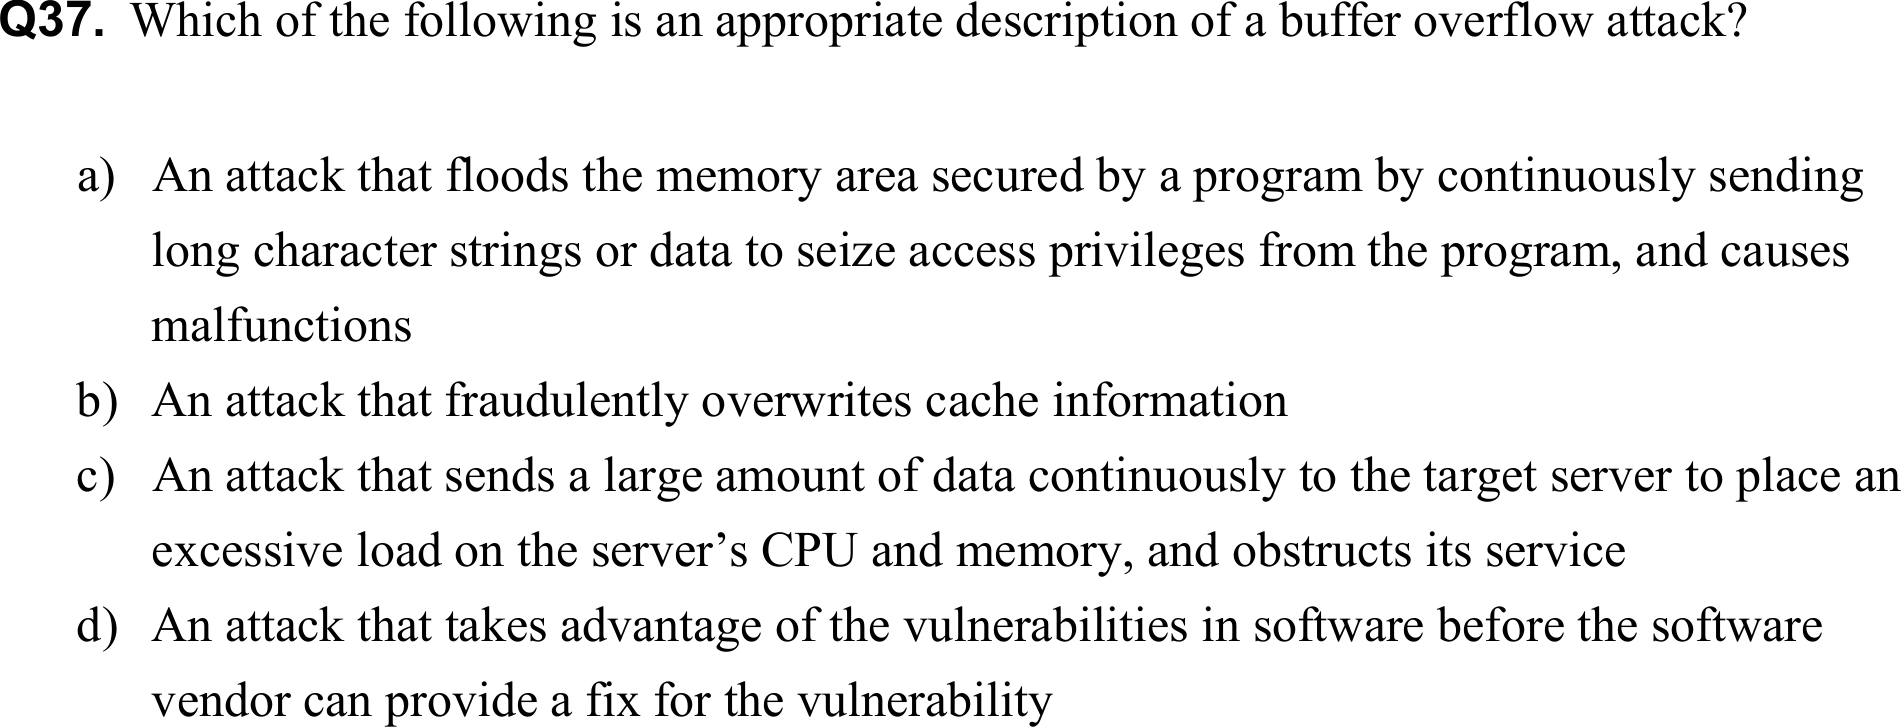 Q37. Which of the following is an appropriate description of a buffer overflow attack?
a) An attack that floods the memory area secured by a program by continuously sending
long character strings or data to seize access privileges from the program, and causes
malfunctions
b) An attack that fraudulently overwrites cache information
c) An attack that sends a large amount of data continuously to the target server to place an
excessive load on the server’s CPU and memory, and obstructs its service
d) An attack that takes advantage of the vulnerabilities in software before the software
vendor can provide a fix for the vulnerability